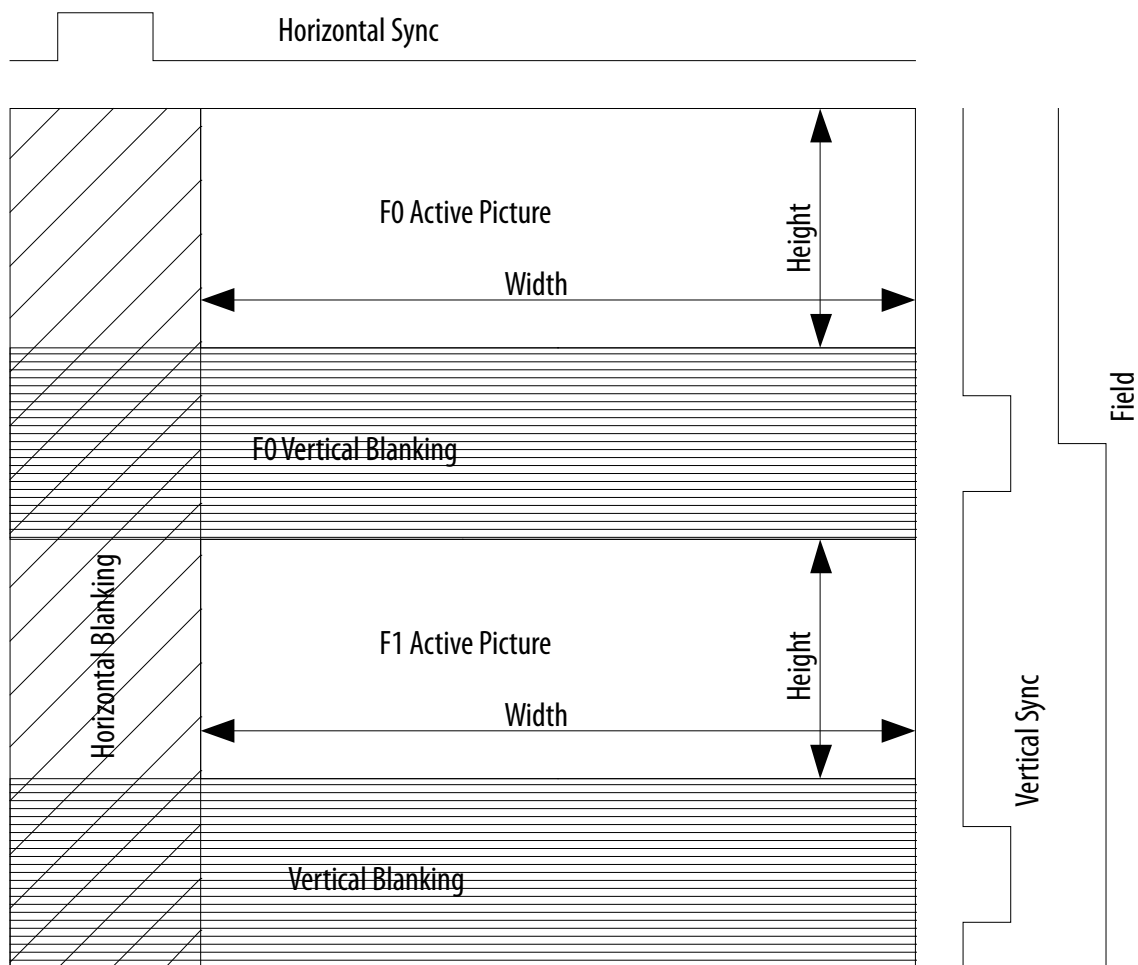 Horizontal Sync
F0 Active Picture
Height
Width
Field
F0 Vertical Blanking
Horizontal Blanking
F1 Active Picture
Height
Width
Vertical Sync
Vertical Blanking